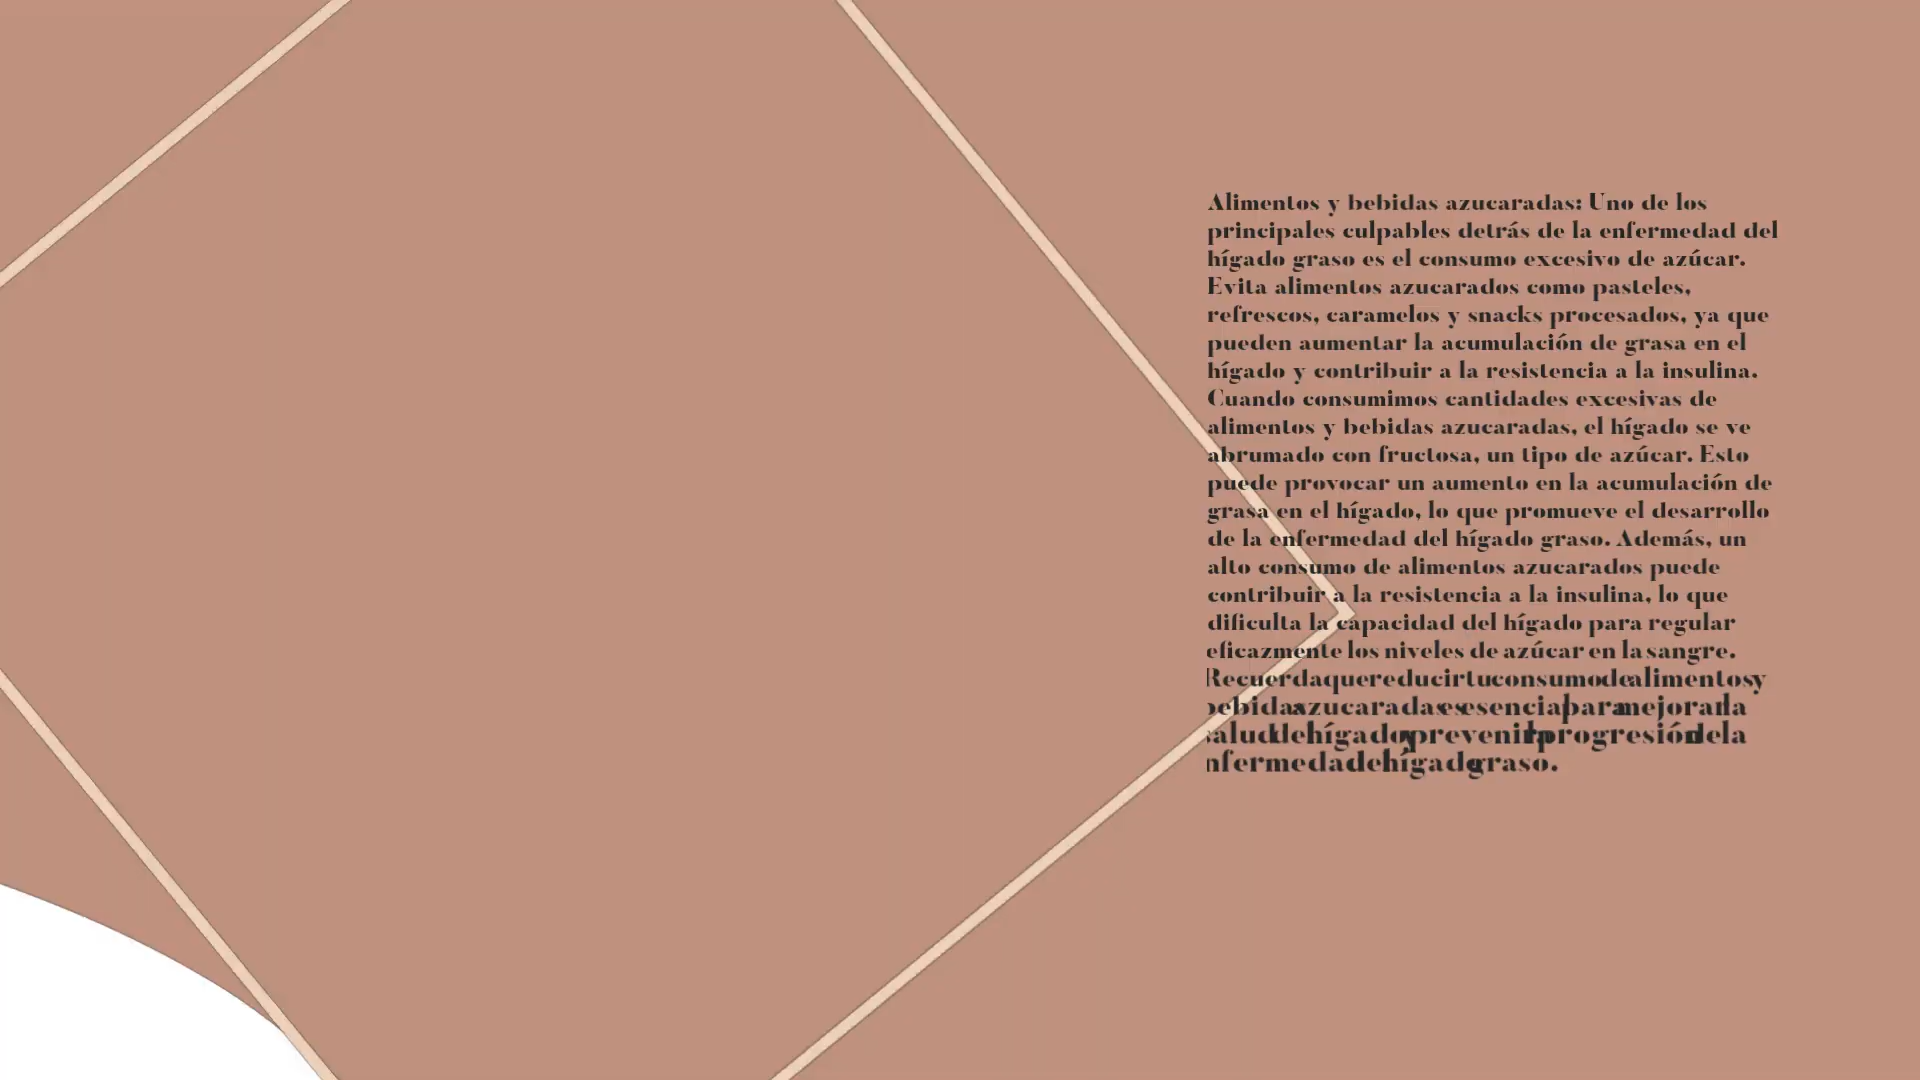 Alimentos y bebidas azucaradas: Uno de los
principales culpables detrás de la enfermedad del
hígado graso es el consumo excesivo de azúcar.
Evita alimentos azucarados como pasteles,
refrescos, caramelos y snacks procesados, ya que
pueden aumentar la acumulación de grasa en el
hígado y contribuir a la resistencia a la insulina.
Cuando consumimos cantidades excesivas de
alimentos y bebidas azucaradas, el hígado se ve
abrumado con fructosa, un tipo de azúcar. Esto
puede provocar un aumento en la acumulación de
grasa en el hígado, lo que promueve el desarrollo
de la enfermedad del hígado graso. Además, un
alto consumo de alimentos azucarados puede
contribuir a la resistencia a la insulina, lo que
dificulta la capacidad del hígado para regular
eficazmente los niveles de azúcar en la sangre.
Recuerda que reducir tu consumo de alimentos y
bebidas azucaradas es esencial para mejorar la
salud del hígado y prevenir la progresión de la
enfermedad del hígado graso.